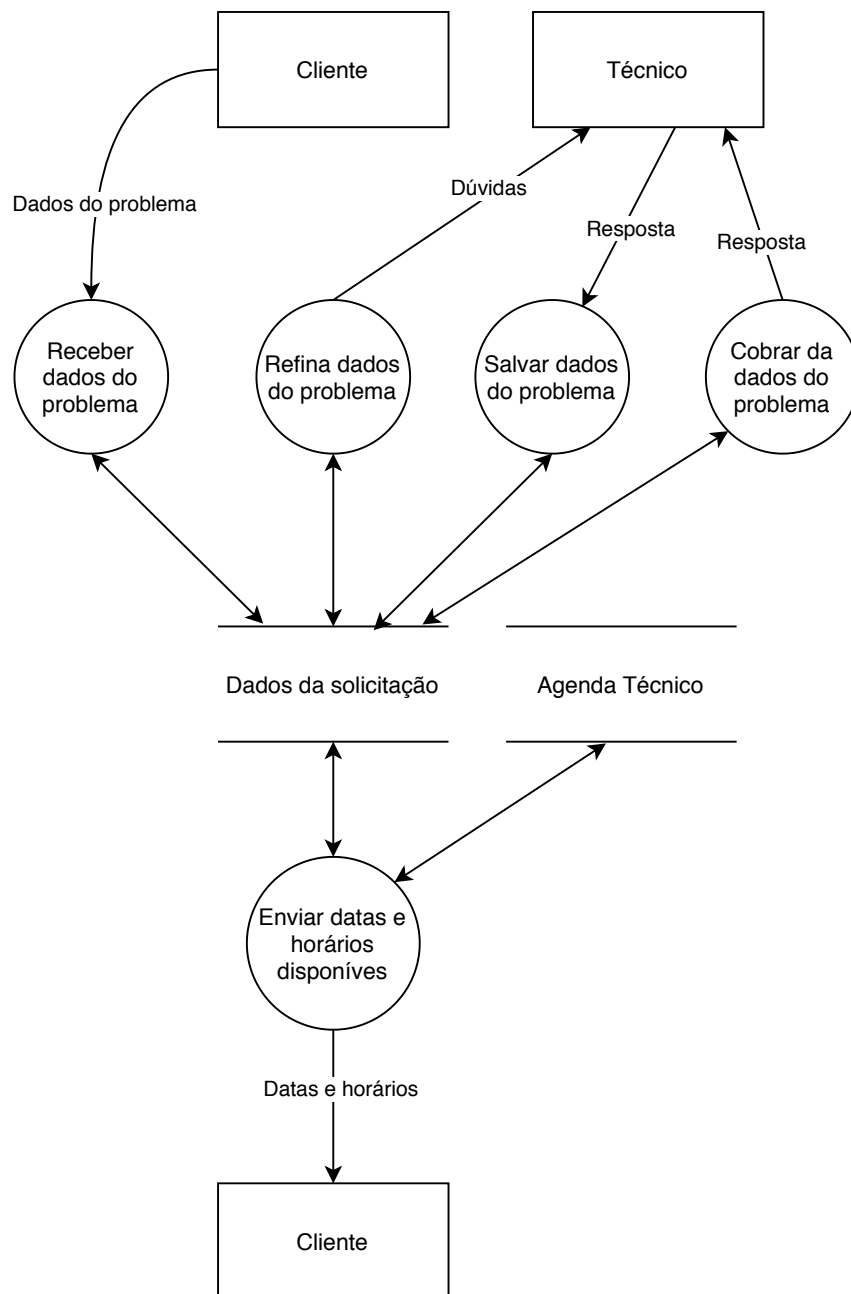 Cliente
Técnico
Dados do problema
Dúvidas
Resposta
Resposta
Receber
dados do
problema
Refina dados
do problema
Salvar dados
do problema
Cobrar da
dados do
problema
Dados da solicitação
Agenda Técnico
Enviar datas e
horários
disponíves
Datas e horários
Cliente